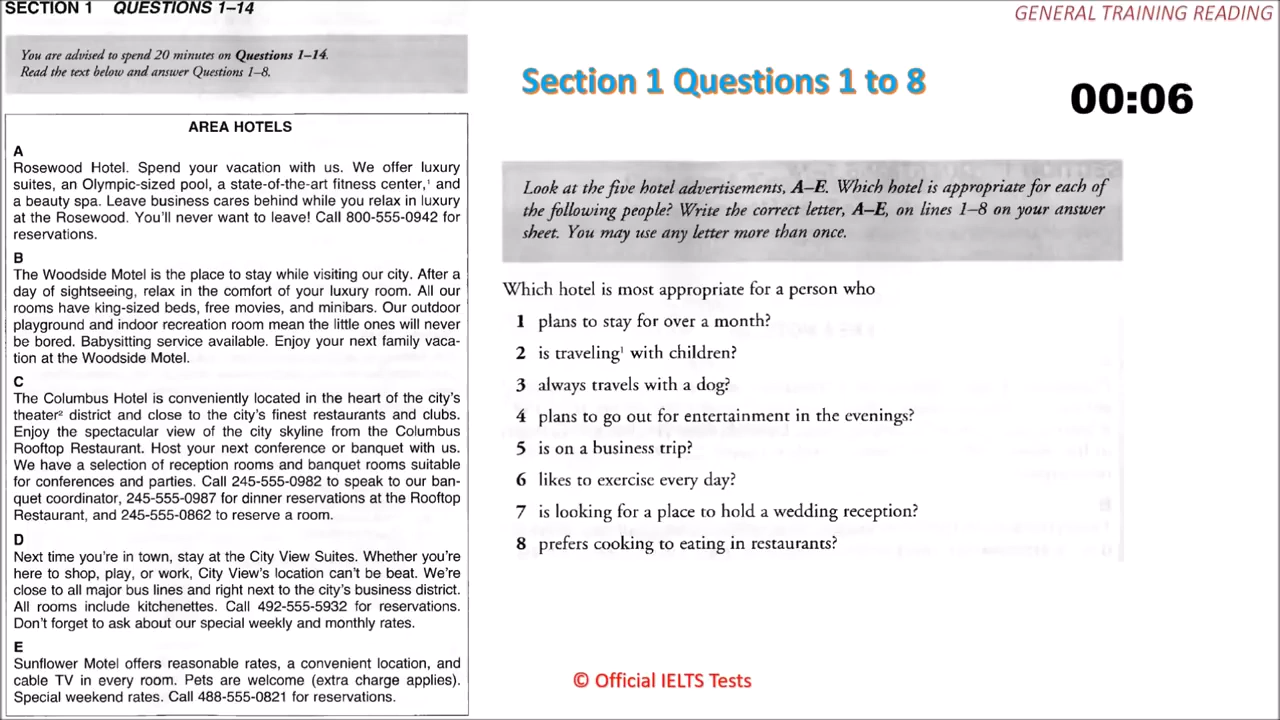 SECTION 1 QUESTIONS 1–14
You are advised to spend 20 minutes on Questions 1–14.
Read the text below and answer Questions 1–8.
AREA HOTELS
A
Rosewood Hotel. Spend your vacation with us. We offer luxury
suites, an Olympic-sized pool, a state-of-the-art fitness center,¹ and
a beauty spa. Leave business cares behind while you relax in luxury
at the Rosewood. You'll never want to leave! Call 800-555-0942 for
reservations.
B
The Woodside Motel is the place to stay while visiting our city. After a
day of sightseeing, relax in the comfort of your luxury room. All our
rooms have king-sized beds, free movies, and minibars. Our outdoor
playground and indoor recreation room mean the little ones will never
be bored. Babysitting service available. Enjoy your next family vaca-
tion at the Woodside Motel.
C
The Columbus Hotel is conveniently located in the heart of the city's
theater² district and close to the city's finest restaurants and clubs.
Enjoy the spectacular view of the city skyline from the Columbus
Rooftop Restaurant. Host your next conference or banquet with us.
We have a selection of reception rooms and banquet rooms suitable
for conferences and parties. Call 245-555-0982 to speak to our ban-
quet coordinator, 245-555-0987 for dinner reservations at the Rooftop
Restaurant, and 245-555-0862 to reserve a room.
D
Next time you're in town, stay at the City View Suites. Whether you're
here to shop, play, or work, City View's location can't be beat. We're
close to all major bus lines and right next to the city's business district.
All rooms include kitchenettes. Call 492-555-5932 for reservations.
Don't forget to ask about our special weekly and monthly rates.
E
Sunflower Motel offers reasonable rates, a convenient location, and
cable TV in every room. Pets are welcome (extra charge applies).
Special weekend rates. Call 488-555-0821 for reservations.
GENERAL TRAINING READING
Section 1 Questions 1 to 8
00:06
Look at the five hotel advertisements, A–E. Which hotel is appropriate for each of
the following people? Write the correct letter, A–E, on lines 1–8 on your answer
sheet. You may use any letter more than once.
Which hotel is most appropriate for a person who
1 plans to stay for over a month?
2 is traveling¹ with children?
3 always travels with a dog?
4 plans to go out for entertainment in the evenings?
5 is on a business trip?
6 likes to exercise every day?
7 is looking for a place to hold a wedding reception?
8 prefers cooking to eating in restaurants?
© Official IELTS Tests